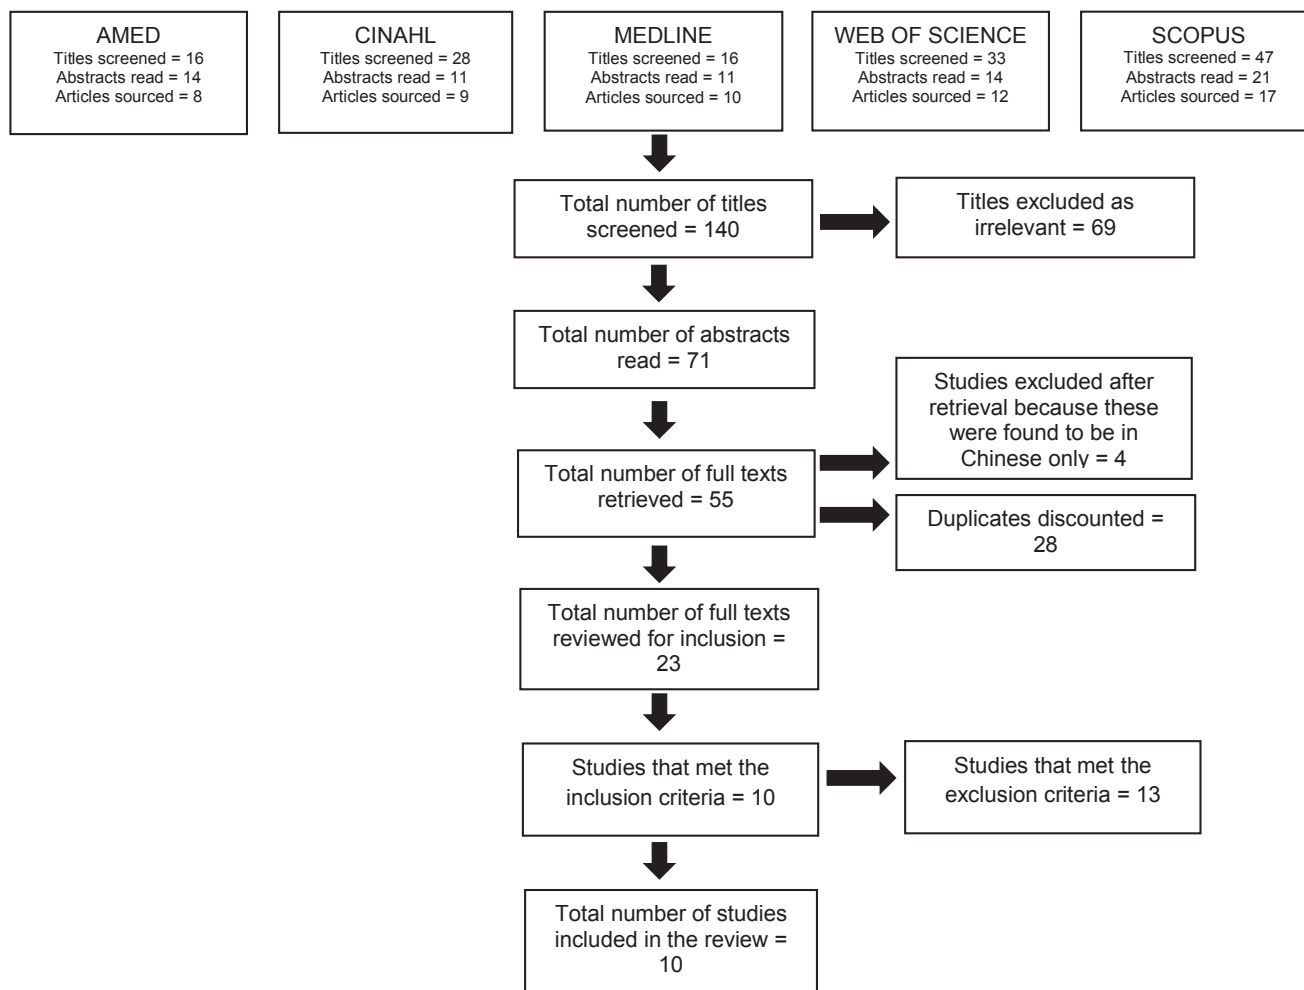 AMED
Titles screened = 16
Abstracts read = 14
Articles sourced = 8
CINAHL
Titles screened = 28
Abstracts read = 11
Articles sourced = 9
MEDLINE
Titles screened = 16
Abstracts read = 11
Articles sourced = 10
WEB OF SCIENCE
Titles screened = 33
Abstracts read = 14
Articles sourced = 12
SCOPUS
Titles screened = 47
Abstracts read = 21
Articles sourced = 17
Total number of titles
screened = 140
Titles excluded as
irrelevant = 69
Total number of abstracts
read = 71
Studies excluded after
retrieval because these
were found to be in
Chinese only = 4
Total number of full texts
retrieved = 55
Duplicates discounted =
28
Total number of full texts
reviewed for inclusion =
23
Studies that met the
inclusion criteria = 10
Studies that met the
exclusion criteria = 13
Total number of studies
included in the review =
10